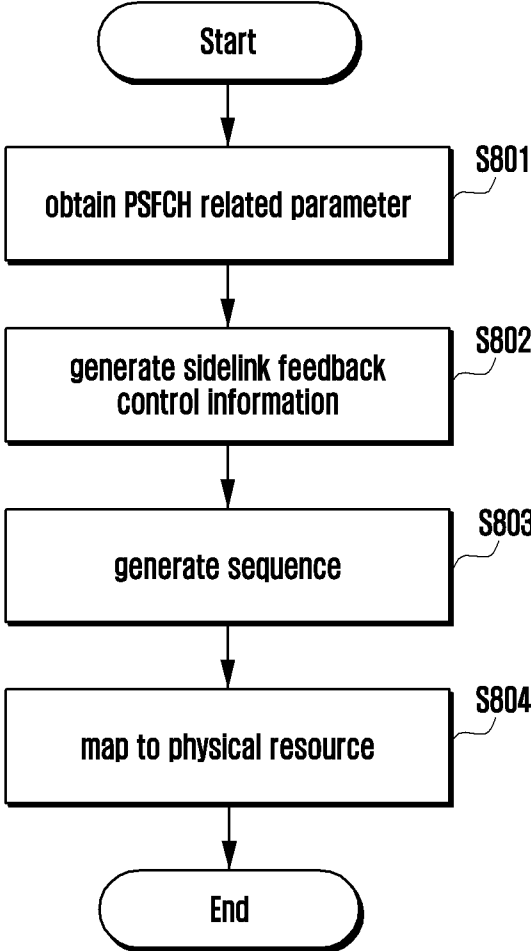 Start
S801
obtain PSFCH related parameter
S802
generate sidelink feedback
control information
S803
generate sequence
S804
map to physical resource
End